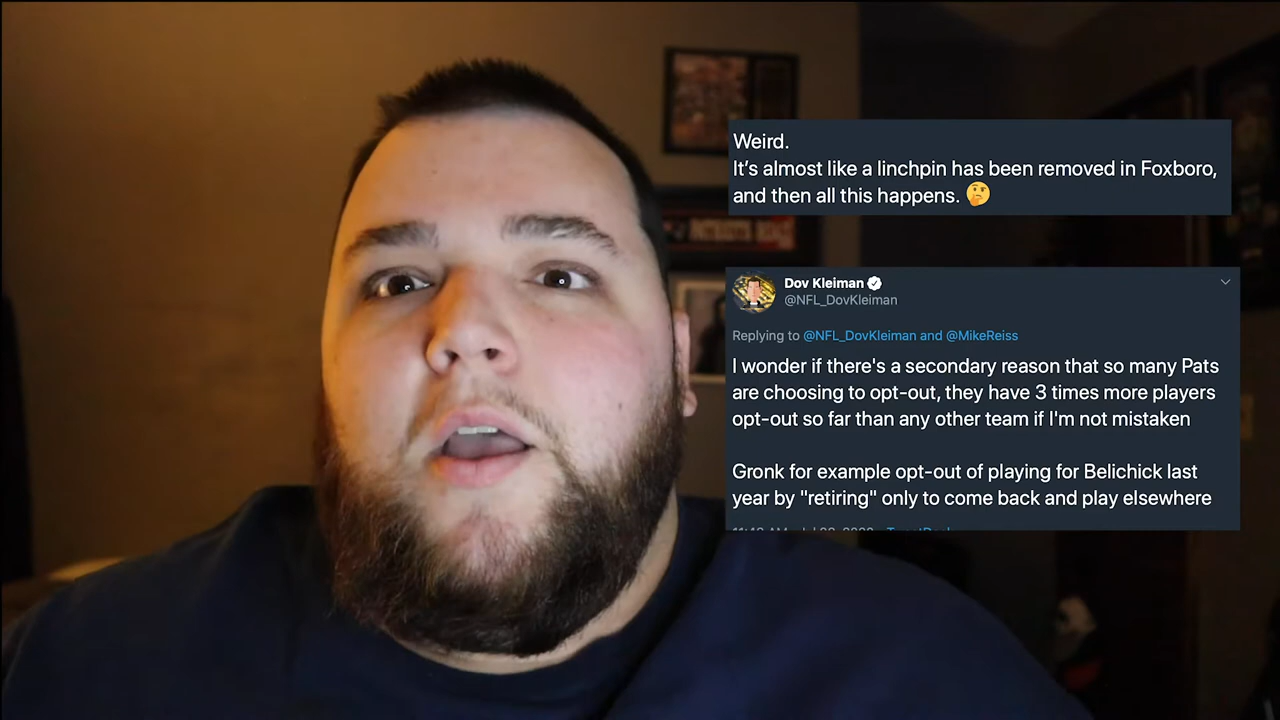 Weird.
It’s almost like a linchpin has been removed in Foxboro,
and then all this happens. 🤔
Dov Kleiman
@NFL_DovKleiman
Replying to @NFL_DovKleiman and @MikeReiss
I wonder if there's a secondary reason that so many Pats
are choosing to opt-out, they have 3 times more players
opt-out so far than any other team if I'm not mistaken
Gronk for example opt-out of playing for Belichick last
year by "retiring" only to come back and play elsewhere